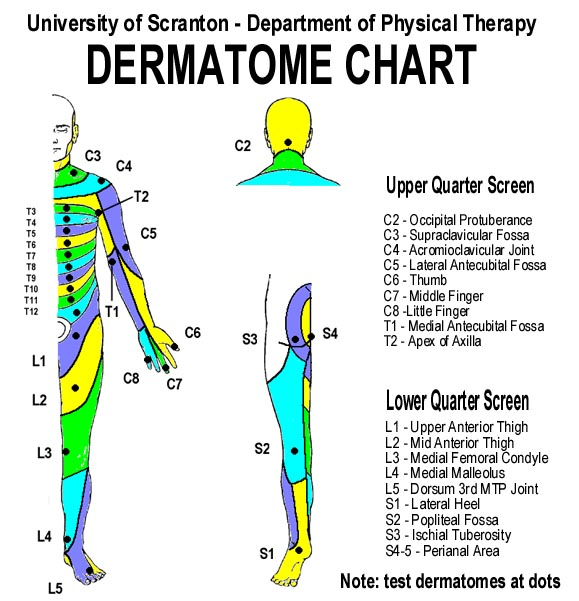 University of Scranton - Department of Physical Therapy
DERMATOME CHART
C3
C4
T2
C5
T3
T4
T5
T6
T7
T8
T9
T10
T11
T12
T1
C6
C7
C8
L1
L2
L3
L4
L5
C2
S3
S4
S2
S1
Upper Quarter Screen
C2 - Occipital Protuberance
C3 - Supraclavicular Fossa
C4 - Acromioclavicular Joint
C5 - Lateral Antecubital Fossa
C6 - Thumb
C7 - Middle Finger
C8 -Little Finger
T1 - Medial Antecubital Fossa
T2 - Apex of Axilla
Lower Quarter Screen
L1 - Upper Anterior Thigh
L2 - Mid Anterior Thigh
L3 - Medial Femoral Condyle
L4 - Medial Malleolus
L5 - Dorsum 3rd MTP Joint
S1 - Lateral Heel
S2 - Popliteal Fossa
S3 - Ischial Tuberosity
S4-5 - Perianal Area
Note: test dermatomes at dots